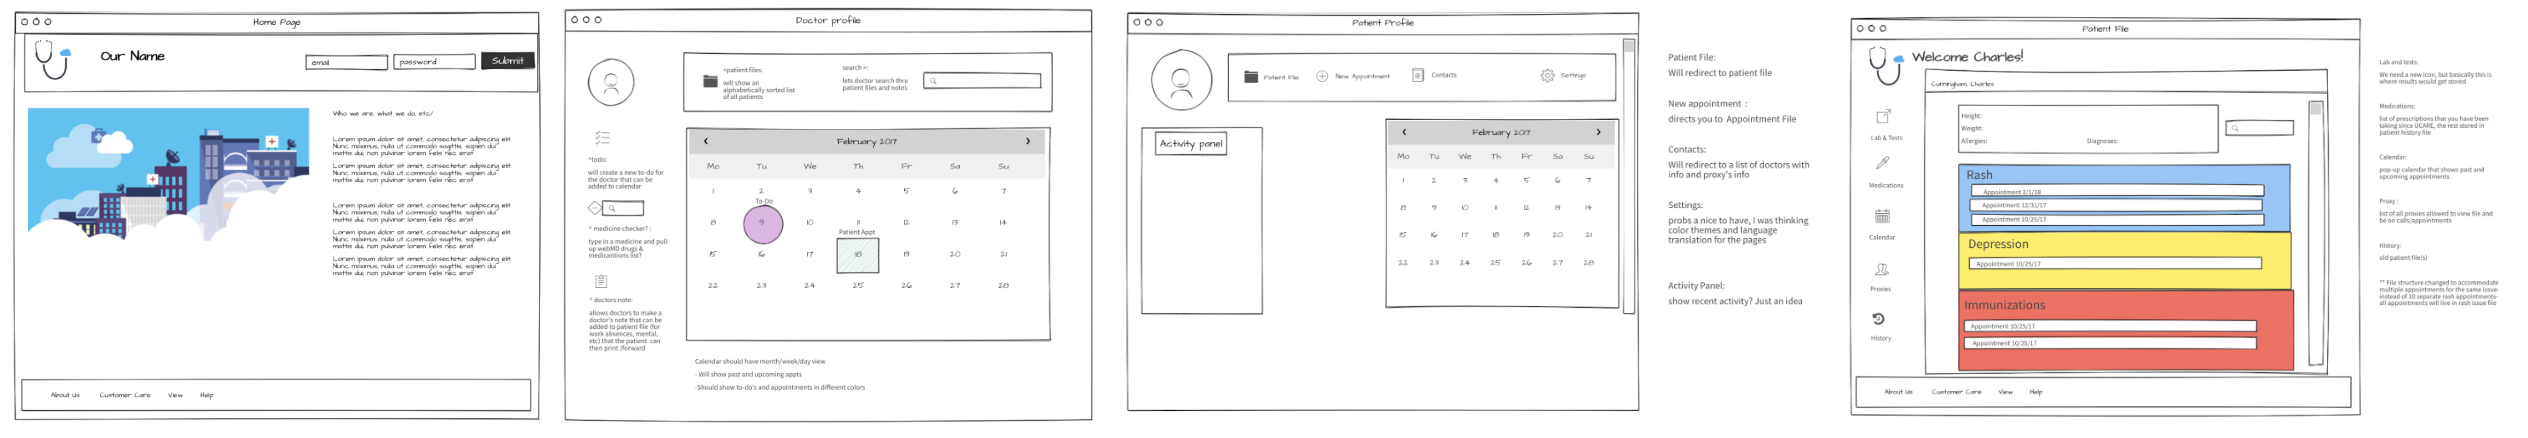 Home Page
Our Name
email
password
Submit
Who we are, what we do, etc/
Lorem ipsum dolor sit amet, consectetur adipiscing elit.
Nunc maximus, nulla ut commodo sagittis, sapien dui
mattis dui, non pulvinar lorem felis nec erat
Lorem ipsum dolor sit amet, consectetur adipiscing elit.
Nunc maximus, nulla ut commodo sagittis, sapien dui
mattis dui, non pulvinar lorem felis nec erat
Lorem ipsum dolor sit amet, consectetur adipiscing elit.
Nunc maximus, nulla ut commodo sagittis, sapien dui
mattis dui, non pulvinar lorem felis nec erat
Lorem ipsum dolor sit amet, consectetur adipiscing elit.
Nunc maximus, nulla ut commodo sagittis, sapien dui
mattis dui, non pulvinar lorem felis nec erat
Lorem ipsum dolor sit amet, consectetur adipiscing elit.
Nunc maximus, nulla ut commodo sagittis, sapien dui
mattis dui, non pulvinar lorem felis nec erat
About Us Customer Care View Help
Doctor profile
<patient files:
will show an
alphabetically sorted list
of all patients
search >:
lets doctor search thru
patient files and notes
^todo:
will create a new to-do for
the doctor that can be
added to calendar
^ medicine checker? :
type in a medicine and pull
up webMD drugs &
medicantions list?
^ doctors note:
allows doctors to make a
doctor's note that can be
added to patient file (for
work absences, mental,
etc) that the patient can
then print /forward
February 2017
Mo Tu We Th Fr Sa Su
1 2 3 4 5 6 7
To-Do
8 9 10 11 12 13 14
Patient Appt
15 16 17 18 19 20 21
22 23 24 25 26 27 28
Calendar should have month/week/day view
- Will show past and upcoming appts
-Should show to-do's and appointments in different colors
Patient Profile
Patient File
New Appointment
Contacts
Settings
Activity panel
February 2017
Mo Tu We Th Fr Sa Su
1 2 3 4 5 6 7
8 9 10 11 12 13 14
15 16 17 18 19 20 21
22 23 24 25 26 27 28
Patient File:
Will redirect to patient file
New appointment :
directs you to Appointment File
Contacts:
Will redirect to a list of doctors with
info and proxy's info
Settings:
probs a nice to have, I was thinking
color themes and language
translation for the pages
Activity Panel:
show recent activity? Just an idea
Patient File
Welcome Charles!
Cunningham, Charles
Lab & Tests
Medications
Calendar
Proxies
History
Height:
Weight:
Allergies:
Diagnoses:
Rash
Appointment 2/1/18
Appointment 12/31/17
Appointment 10/25/17
Depression
Appointment 10/25/17
Immunizations
Appointment 10/25/17
Appointment 10/25/17
About Us Customer Care View Help
Lab and tests:
We need a new icon, but basically this is
where results would get stored
Medications:
list of prescriptions that you have been
taking since UCARE, the rest stored in
patient history file
Calendar:
pop-up calendar that shows past and
upcoming appointments
Proxy :
list of all proxies allowed to view file and
be on calls/appointments
History:
old patient file(s)
** File structure changed to accommodate
multiple appointments for the same issue-
instead of 10 separate rash appointments-
all appointments will live in rash issue file